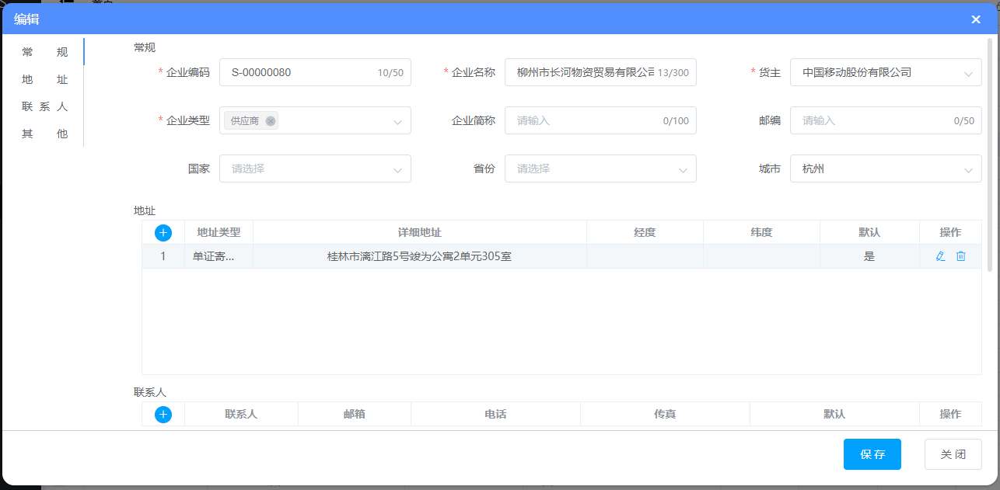 编辑
常 规
地 址
联 系 人
其 他
常规
* 企业编码 S-00000080 10/50 * 企业名称 柳州市长河物资贸易有限公司 13/300 * 货主 中国移动股份有限公司
* 企业类型 供应商 企业简称 请输入 0/100 邮编 请输入 0/50
国家 请选择 省份 请选择 城市 杭州
地址
地址类型 详细地址 经度 纬度 默认 操作
1 单证寄... 桂林市漓江路5号竣为公寓2单元305室 是
联系人
联系人 邮箱 电话 传真 默认 操作
保 存 关 闭